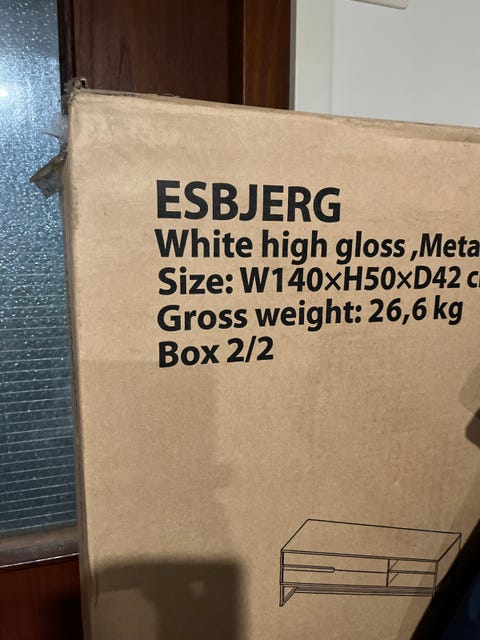 ESBJERG
White high gloss ,Meta
Size: W140×H50×D42 c
Gross weight: 26,6 kg
Box 2/2